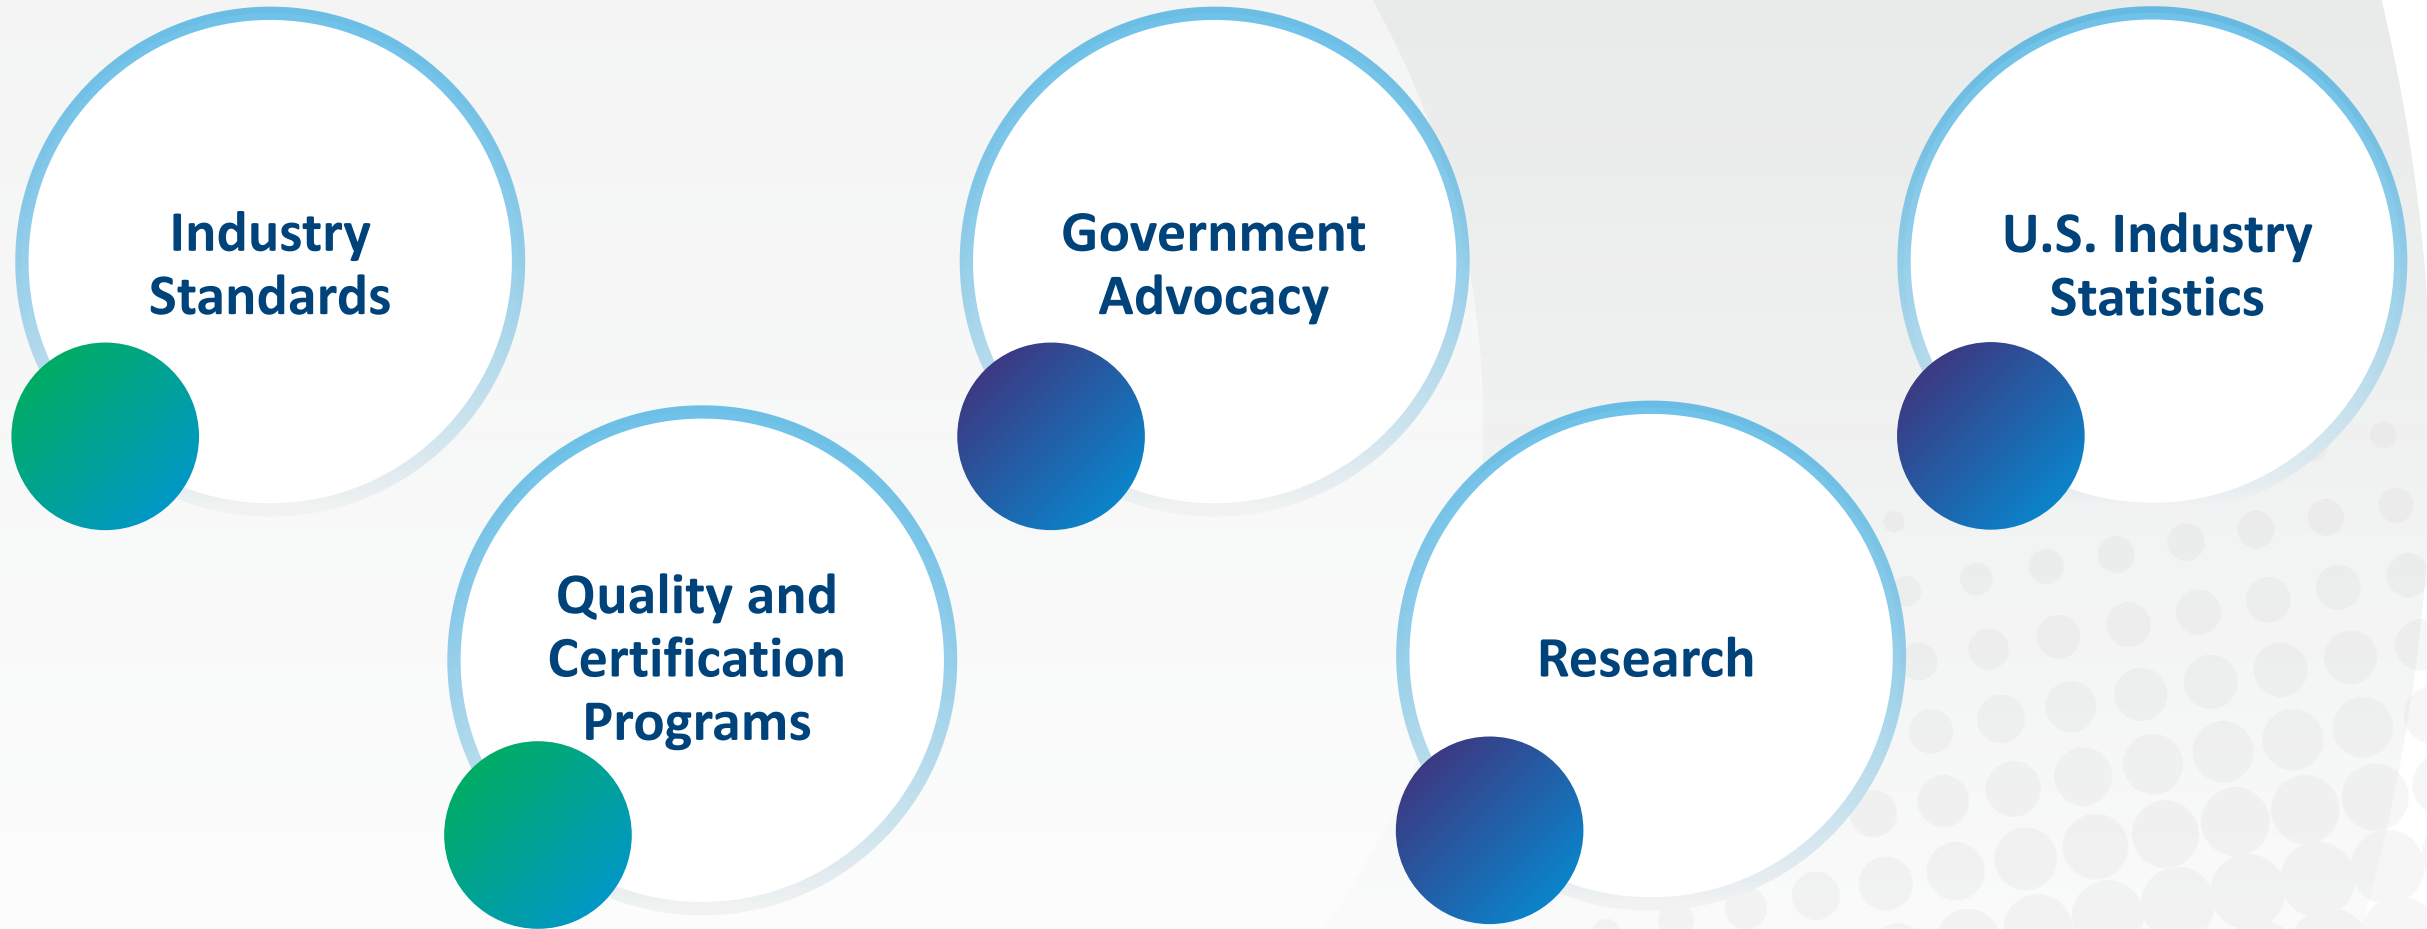 Industry
Standards
Quality and
Certification
Programs
Government
Advocacy
Research
U.S. Industry
Statistics